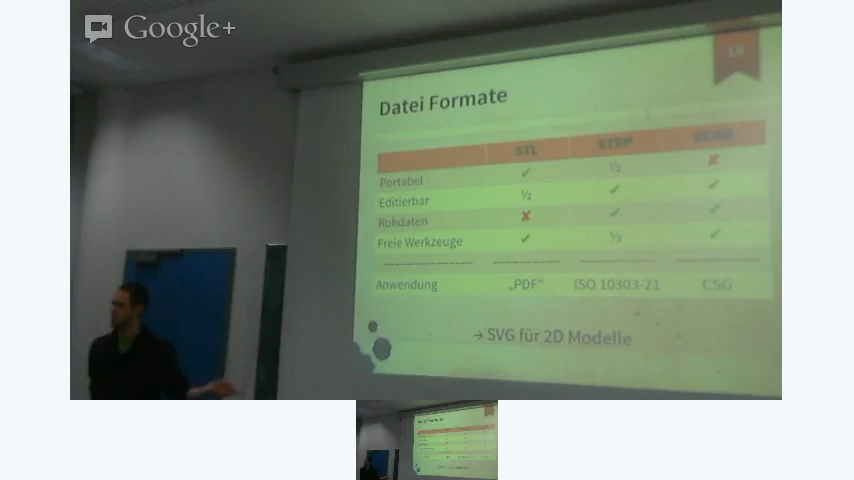 Google+
18
Datei Formate
STL STEP SCAD
Portabel ✔ ½ ✘
Editierbar ½ ✔ ✔
Rohdaten ✘ ✔ ✔
Freie Werkzeuge ✔ ½ ✔
Anwendung „PDF“ ISO 10303-21 CSG
→ SVG für 2D Modelle